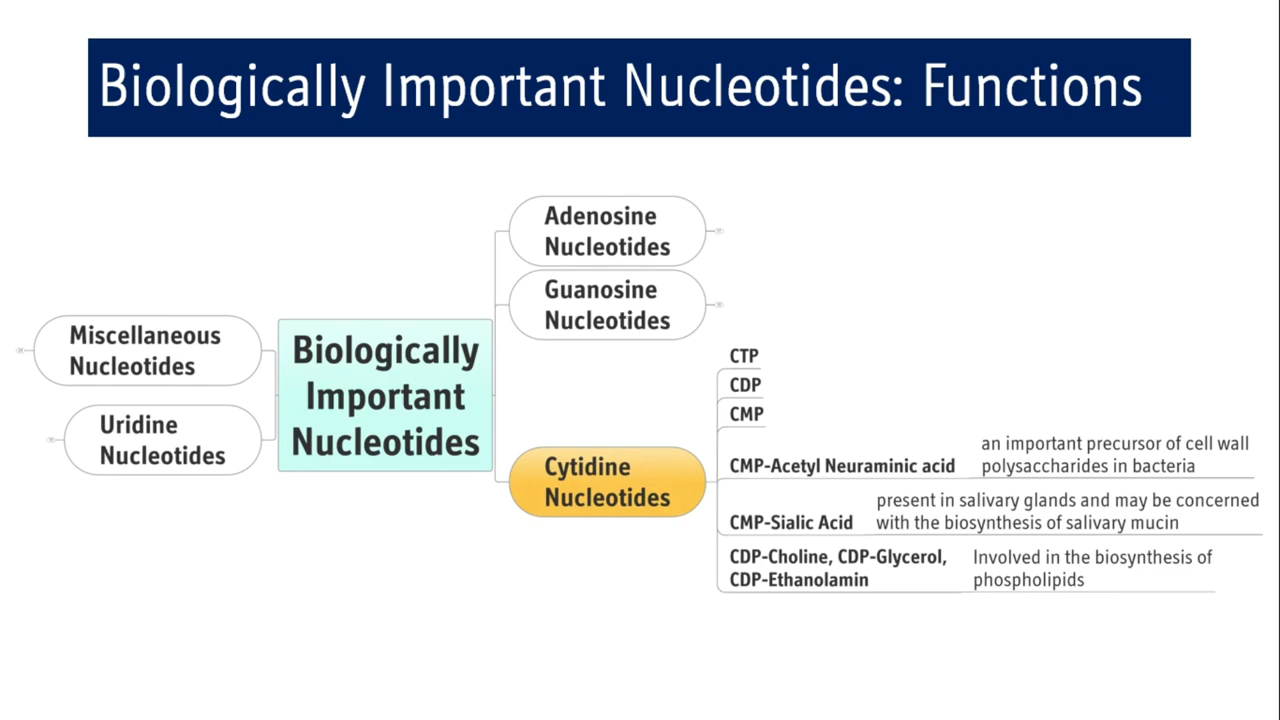 Biologically Important Nucleotides: Functions
Adenosine
Nucleotides
Guanosine
Nucleotides
Miscellaneous
Nucleotides
Uridine
Nucleotides
Biologically
Important
Nucleotides
Cytidine
Nucleotides
CTP
CDP
CMP
CMP-Acetyl Neuraminic acid
an important precursor of cell wall
polysaccharides in bacteria
CMP-Sialic Acid
present in salivary glands and may be concerned
with the biosynthesis of salivary mucin
CDP-Choline, CDP-Glycerol,
CDP-Ethanolamin
Involved in the biosynthesis of
phospholipids